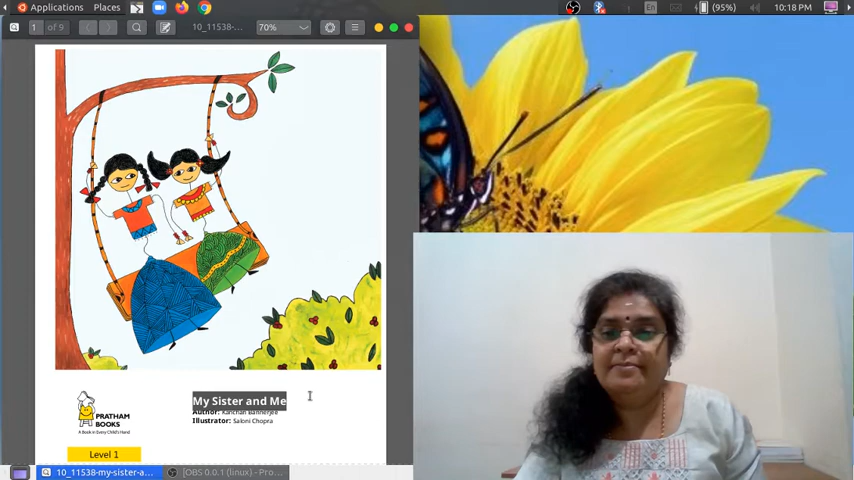 Applications Places En (95%) 10:18 PM
1 of 9 10_11538-... 70%
My Sister and Me
Author: Kanchan Bannerjee
Illustrator: Saloni Chopra
PRATHAM
BOOKS
A Book in Every Child's Hand
Level 1
10_11538-my-sister-a... [OBS 0.0.1 (linux) - Pro...